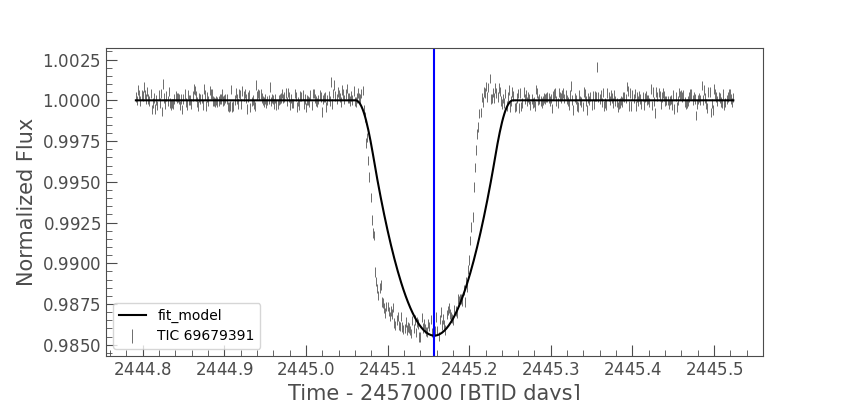 1.0025
1.0000
0.9975
0.9950
0.9925
0.9900
0.9875
0.9850
Normalized Flux
fit_model
TIC 69679391
2444.8 2444.9 2445.0 2445.1 2445.2 2445.3 2445.4 2445.5
Time - 2457000 [BTJD days]